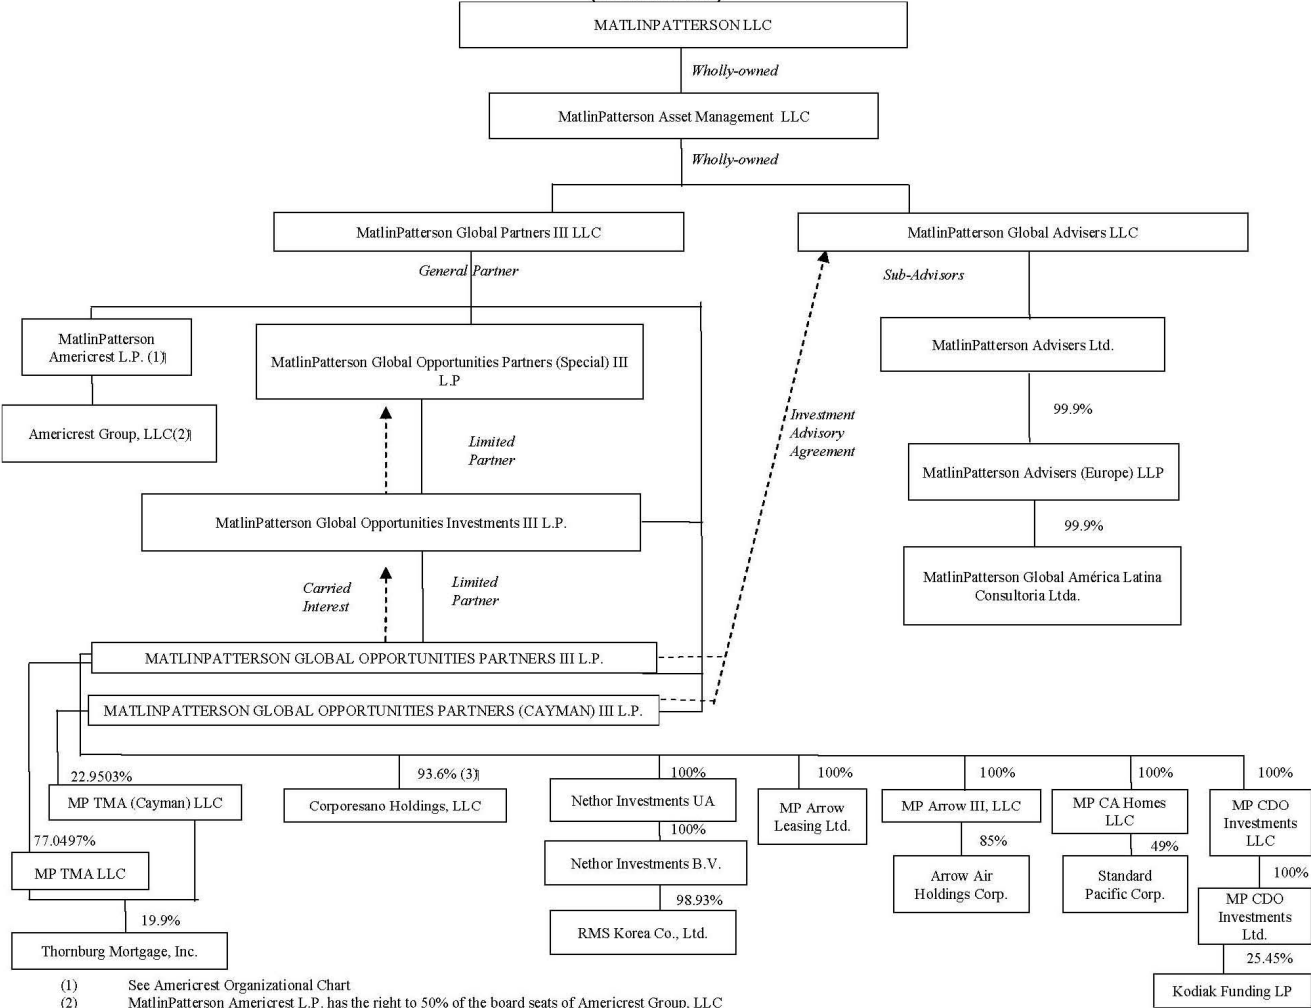 MATLINPATTERSON LLC
Wholly-owned
MatlinPatterson Asset Management LLC
Wholly-owned
MatlinPatterson Global Partners III LLC
MatlinPatterson Global Advisers LLC
General Partner
Sub-Advisors
MatlinPatterson
Americrest L.P. (1)
MatlinPatterson Global Opportunities Partners (Special) III
L.P
MatlinPatterson Advisers Ltd.
Americrest Group, LLC(2)
Limited
Partner
Investment
Advisory
Agreement
99.9%
MatlinPatterson Advisers (Europe) LLP
MatlinPatterson Global Opportunities Investments III L.P.
99.9%
Carried
Interest
Limited
Partner
MatlinPatterson Global América Latina
Consultoria Ltda.
MATLINPATTERSON GLOBAL OPPORTUNITIES PARTNERS III L.P.
MATLINPATTERSON GLOBAL OPPORTUNITIES PARTNERS (CAYMAN) III L.P.
22.9503%
93.6% (3)
100%
100%
100%
100%
100%
MP TMA (Cayman) LLC
Corporesano Holdings, LLC
Nethor Investments UA
MP Arrow
Leasing Ltd.
MP Arrow III, LLC
MP CA Homes
LLC
MP CDO
Investments
LLC
77.0497%
100%
85%
49%
MP TMA LLC
Nethor Investments B.V.
Arrow Air
Holdings Corp.
Standard
Pacific Corp.
100%
98.93%
MP CDO
Investments
Ltd.
19.9%
RMS Korea Co., Ltd.
Thornburg Mortgage, Inc.
25.45%
Kodiak Funding LP
(1) See Americrest Organizational Chart
(2) MatlinPatterson Americrest L.P. has the right to 50% of the board seats of Americrest Group, LLC